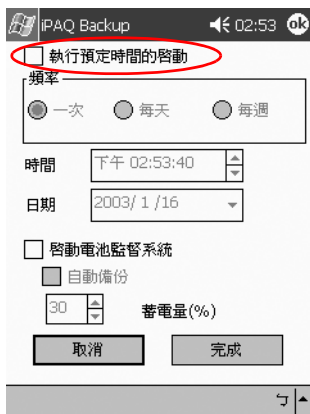 iPAQ Backup 02:53 ok
執行預定時間的啓動
頻率
一次 每天 每週
時間 下午 02:53:40
日期 2003/ 1 /16
啓動電池監督系統
自動備份
30 蓄電量(%)
取消 完成
ㄅ